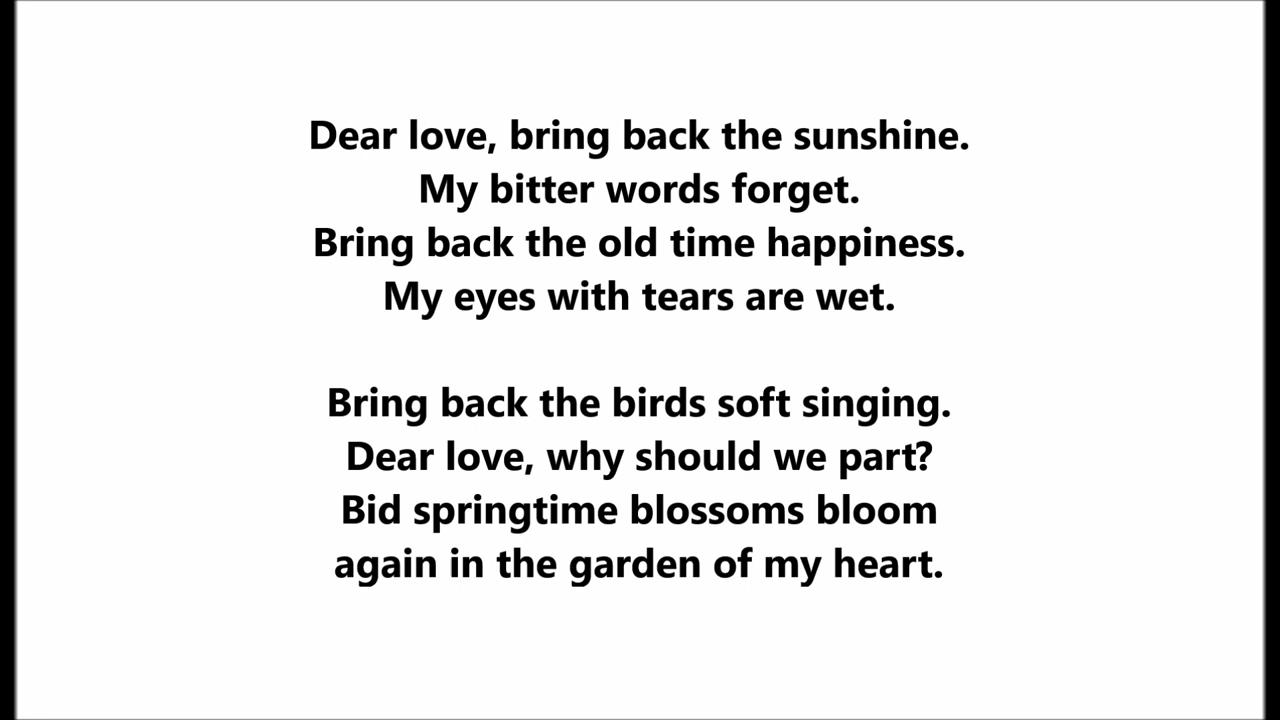 Dear love, bring back the sunshine.
My bitter words forget.
Bring back the old time happiness.
My eyes with tears are wet.
Bring back the birds soft singing.
Dear love, why should we part?
Bid springtime blossoms bloom
again in the garden of my heart.